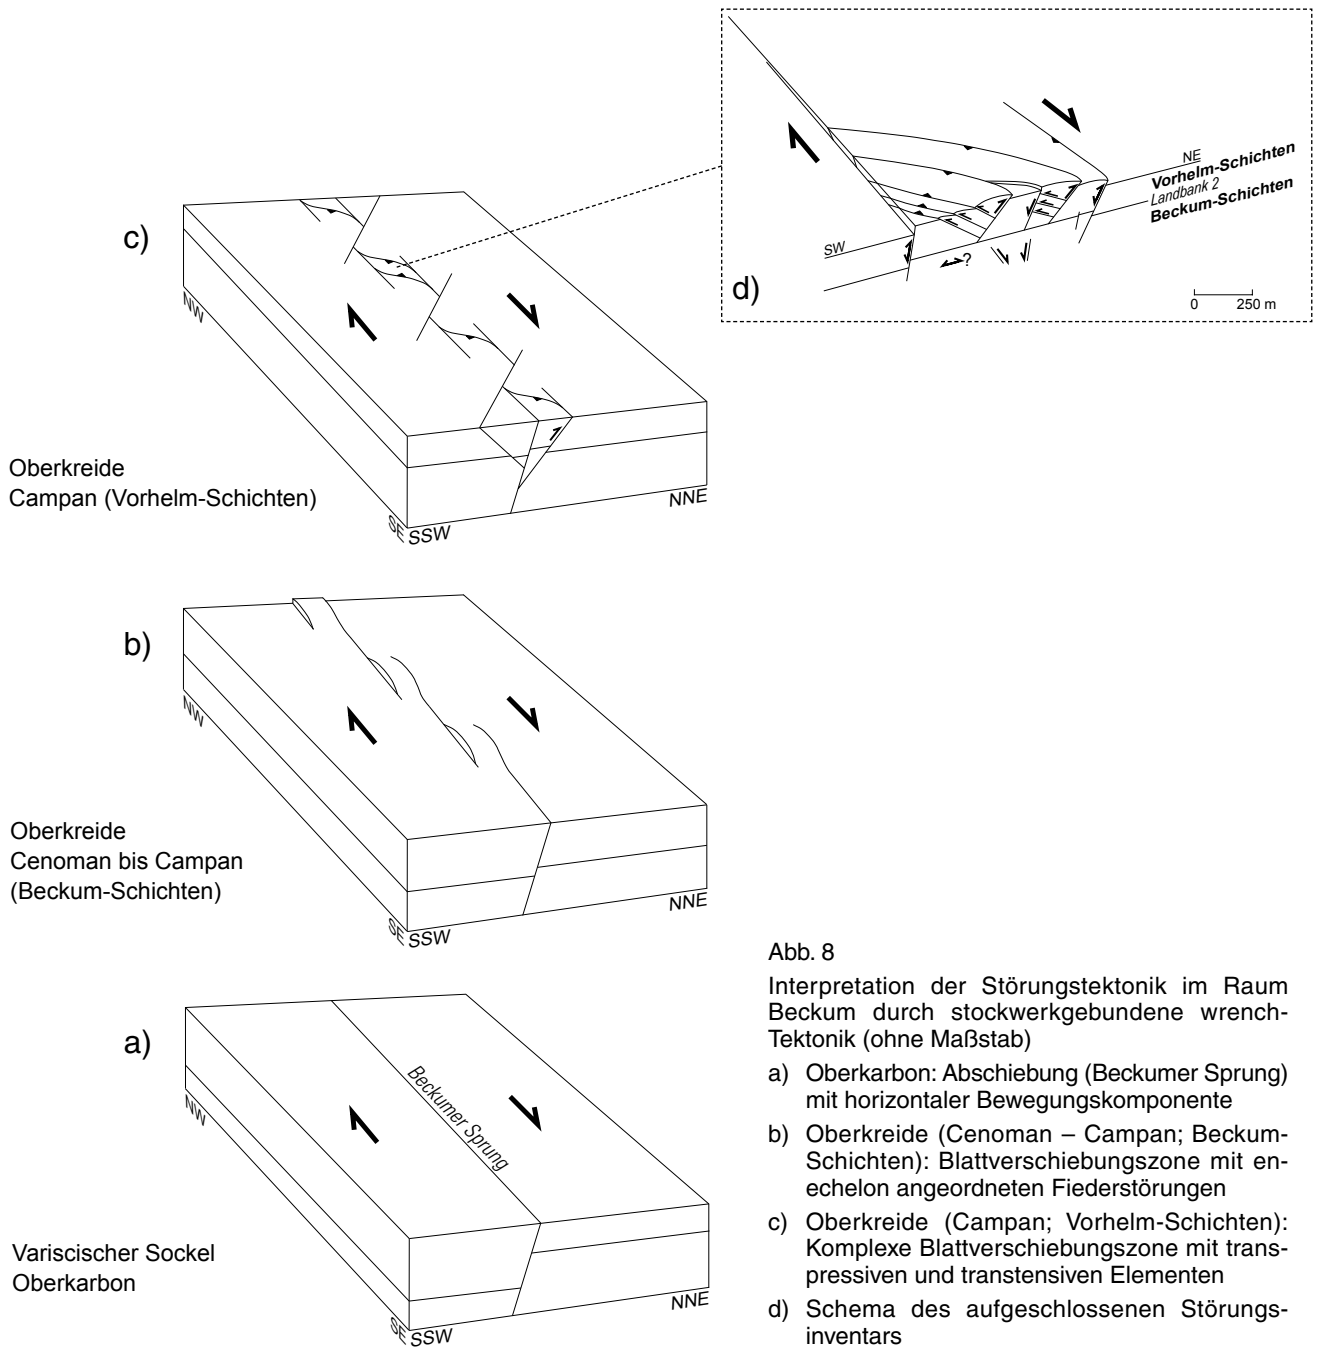 c)
NW
SE
SSW
NNE
Oberkreide
Campan (Vorhelm-Schichten)
d)
SW
NE
Vorhelm-Schichten
Landbank 2
Beckum-Schichten
?
0 250 m
b)
NW
SE
SSW
NNE
Oberkreide
Cenoman bis Campan
(Beckum-Schichten)
a)
Beckumer Sprung
NW
SE
SSW
NNE
Variscischer Sockel
Oberkarbon
Abb. 8
Interpretation der Störungstektonik im Raum
Beckum durch stockwerkgebundene wrench-
Tektonik (ohne Maßstab)
a) Oberkarbon: Abschiebung (Beckumer Sprung)
mit horizontaler Bewegungskomponente
b) Oberkreide (Cenoman – Campan; Beckum-
Schichten): Blattverschiebungszone mit en-
echelon angeordneten Fiederstörungen
c) Oberkreide (Campan; Vorhelm-Schichten):
Komplexe Blattverschiebungszone mit trans-
pressiven und transtensiven Elementen
d) Schema des aufgeschlossenen Störungs-
inventars